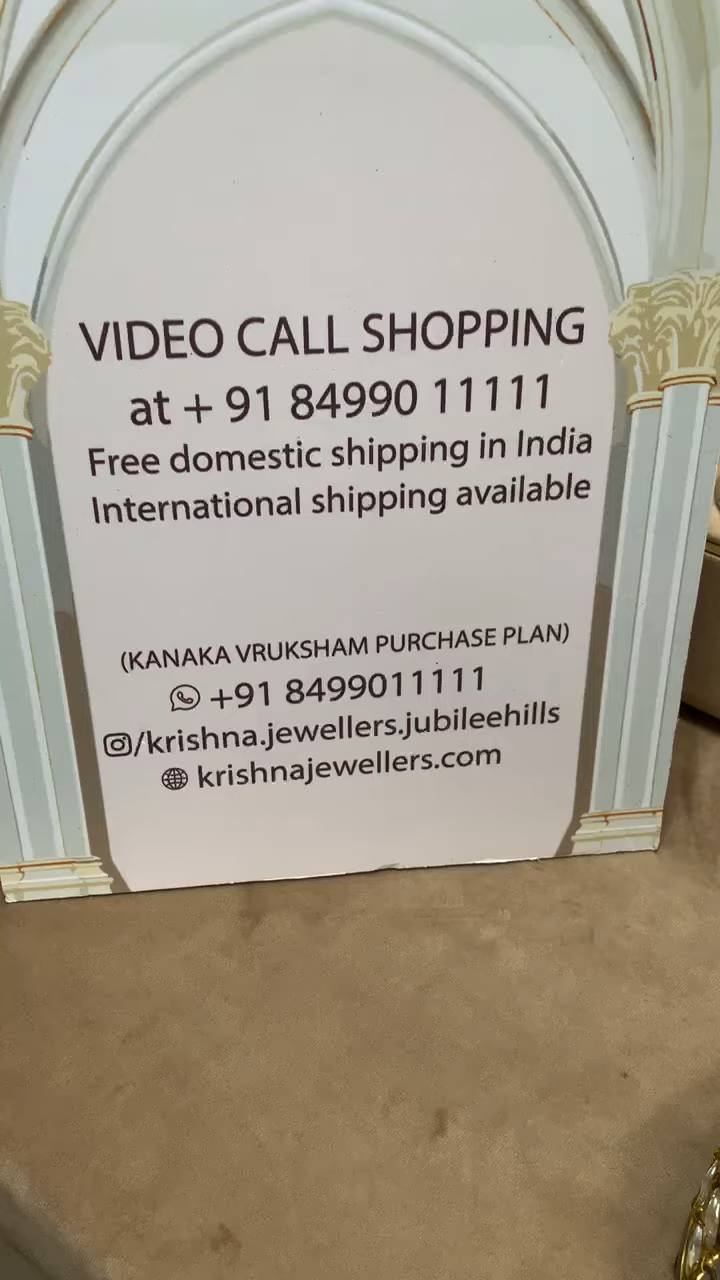 VIDEO CALL SHOPPING
at + 91 84990 11111
Free domestic shipping in India
International shipping available
(KANAKA VRUKSHAM PURCHASE PLAN)
+91 8499011111
/krishna.jewellers.jubileehills
krishnajewellers.com